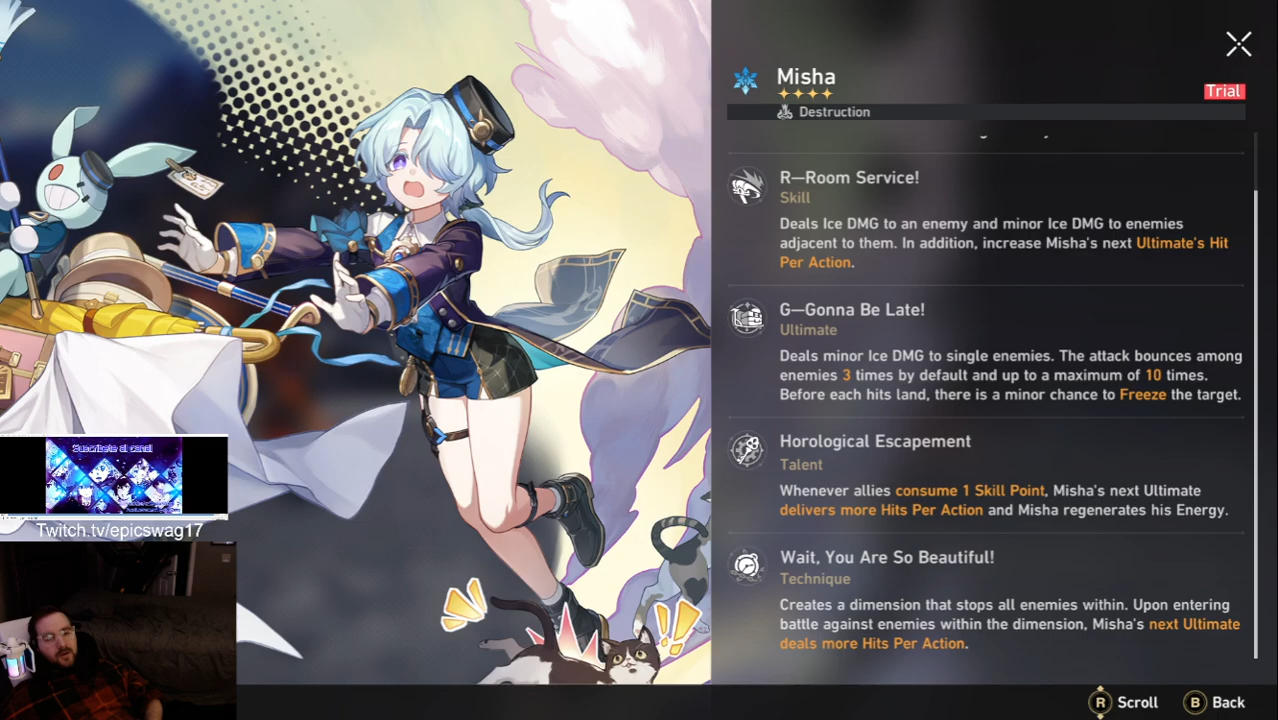 Misha
Trial
Destruction
R—Room Service!
Skill
Deals Ice DMG to an enemy and minor Ice DMG to enemies
adjacent to them. In addition, increase Misha's next Ultimate's Hit
Per Action.
G—Gonna Be Late!
Ultimate
Deals minor Ice DMG to single enemies. The attack bounces among
enemies 3 times by default and up to a maximum of 10 times.
Before each hits land, there is a minor chance to Freeze the target.
Horological Escapement
Talent
Whenever allies consume 1 Skill Point, Misha's next Ultimate
delivers more Hits Per Action and Misha regenerates his Energy.
Wait, You Are So Beautiful!
Technique
Creates a dimension that stops all enemies within. Upon entering
battle against enemies within the dimension, Misha's next Ultimate
deals more Hits Per Action.
Suscribete al canal
Twitch.tv/epicswag17
R Scroll
B Back